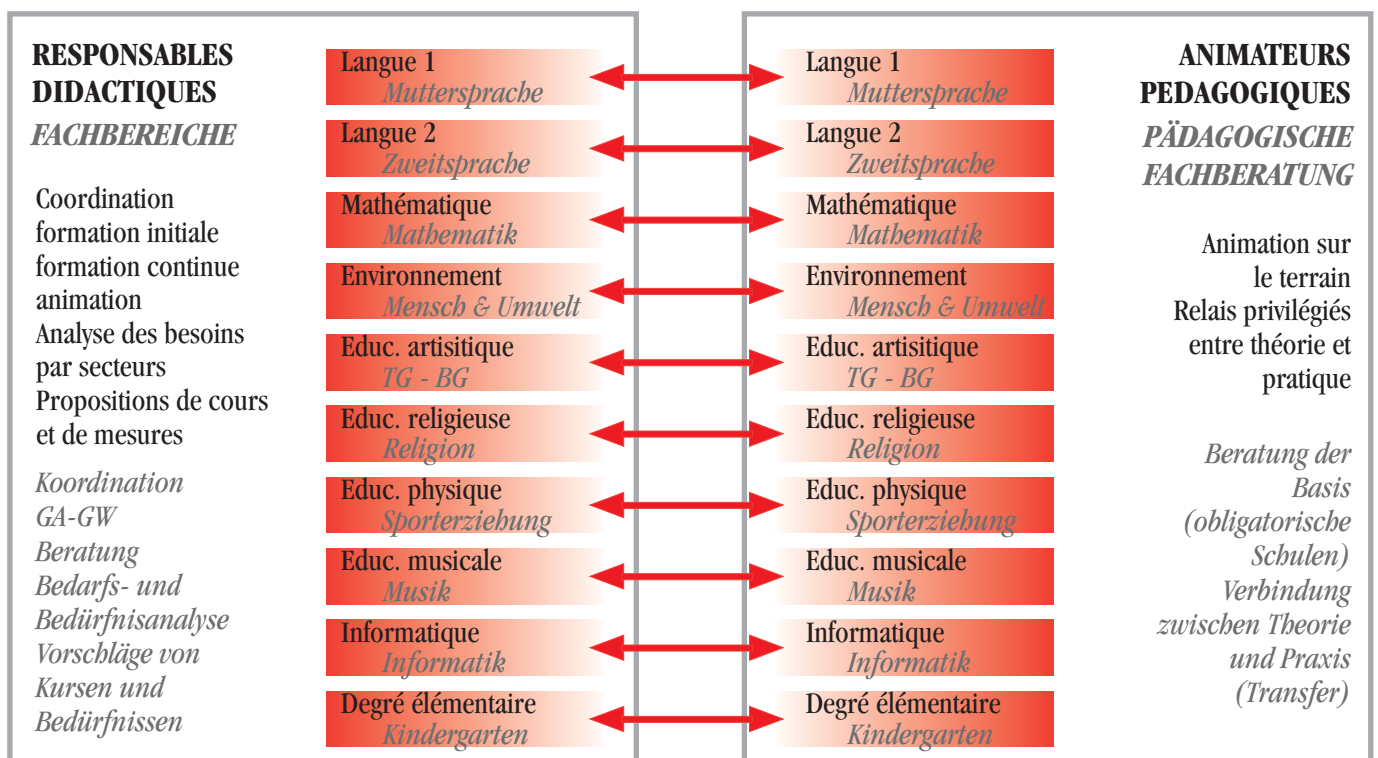 RESPONSABLES
DIDACTIQUES
FACHBEREICHE
Coordination
formation initiale
formation continue
animation
Analyse des besoins
par secteurs
Propositions de cours
et de mesures
Koordination
GA-GW
Beratung
Bedarfs- und
Bedürfnisanalyse
Vorschläge von
Kursen und
Bedürfnissen
Langue 1
Muttersprache
Langue 2
Zweitsprache
Mathématique
Mathematik
Environnement
Mensch & Umwelt
Educ. artisitique
TG - BG
Educ. religieuse
Religion
Educ. physique
Sporterziehung
Educ. musicale
Musik
Informatique
Informatik
Degré élémentaire
Kindergarten
Langue 1
Muttersprache
Langue 2
Zweitsprache
Mathématique
Mathematik
Environnement
Mensch & Umwelt
Educ. artisitique
TG - BG
Educ. religieuse
Religion
Educ. physique
Sporterziehung
Educ. musicale
Musik
Informatique
Informatik
Degré élémentaire
Kindergarten
ANIMATEURS
PEDAGOGIQUES
PÄDAGOGISCHE
FACHBERATUNG
Animation sur
le terrain
Relais privilégiés
entre théorie et
pratique
Beratung der
Basis
(obligatorische
Schulen)
Verbindung
zwischen Theorie
und Praxis
(Transfer)